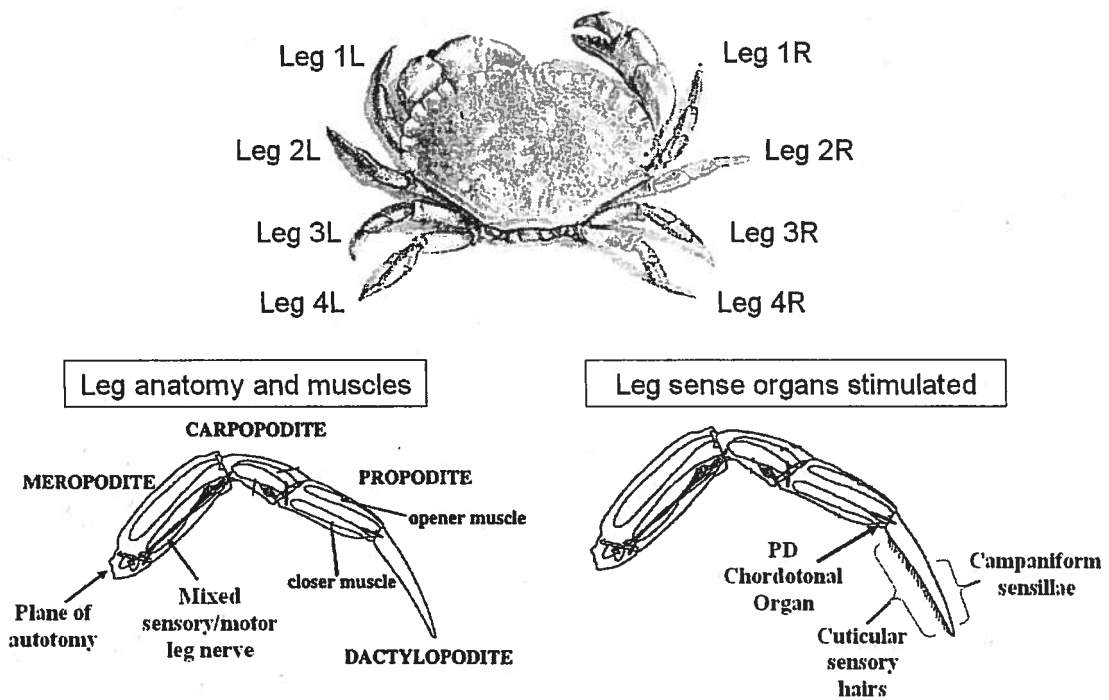 Leg 1L
Leg 1R
Leg 2L
Leg 2R
Leg 3L
Leg 3R
Leg 4L
Leg 4R
Leg anatomy and muscles
CARPOPODITE
MEROPODITE
PROPODITE
opener muscle
closer muscle
Plane of
autotomy
Mixed
sensory/motor
leg nerve
DACTYLOPODITE
Leg sense organs stimulated
PD
Chordotonal
Organ
Campaniform
sensillae
Cuticular
sensory
hairs